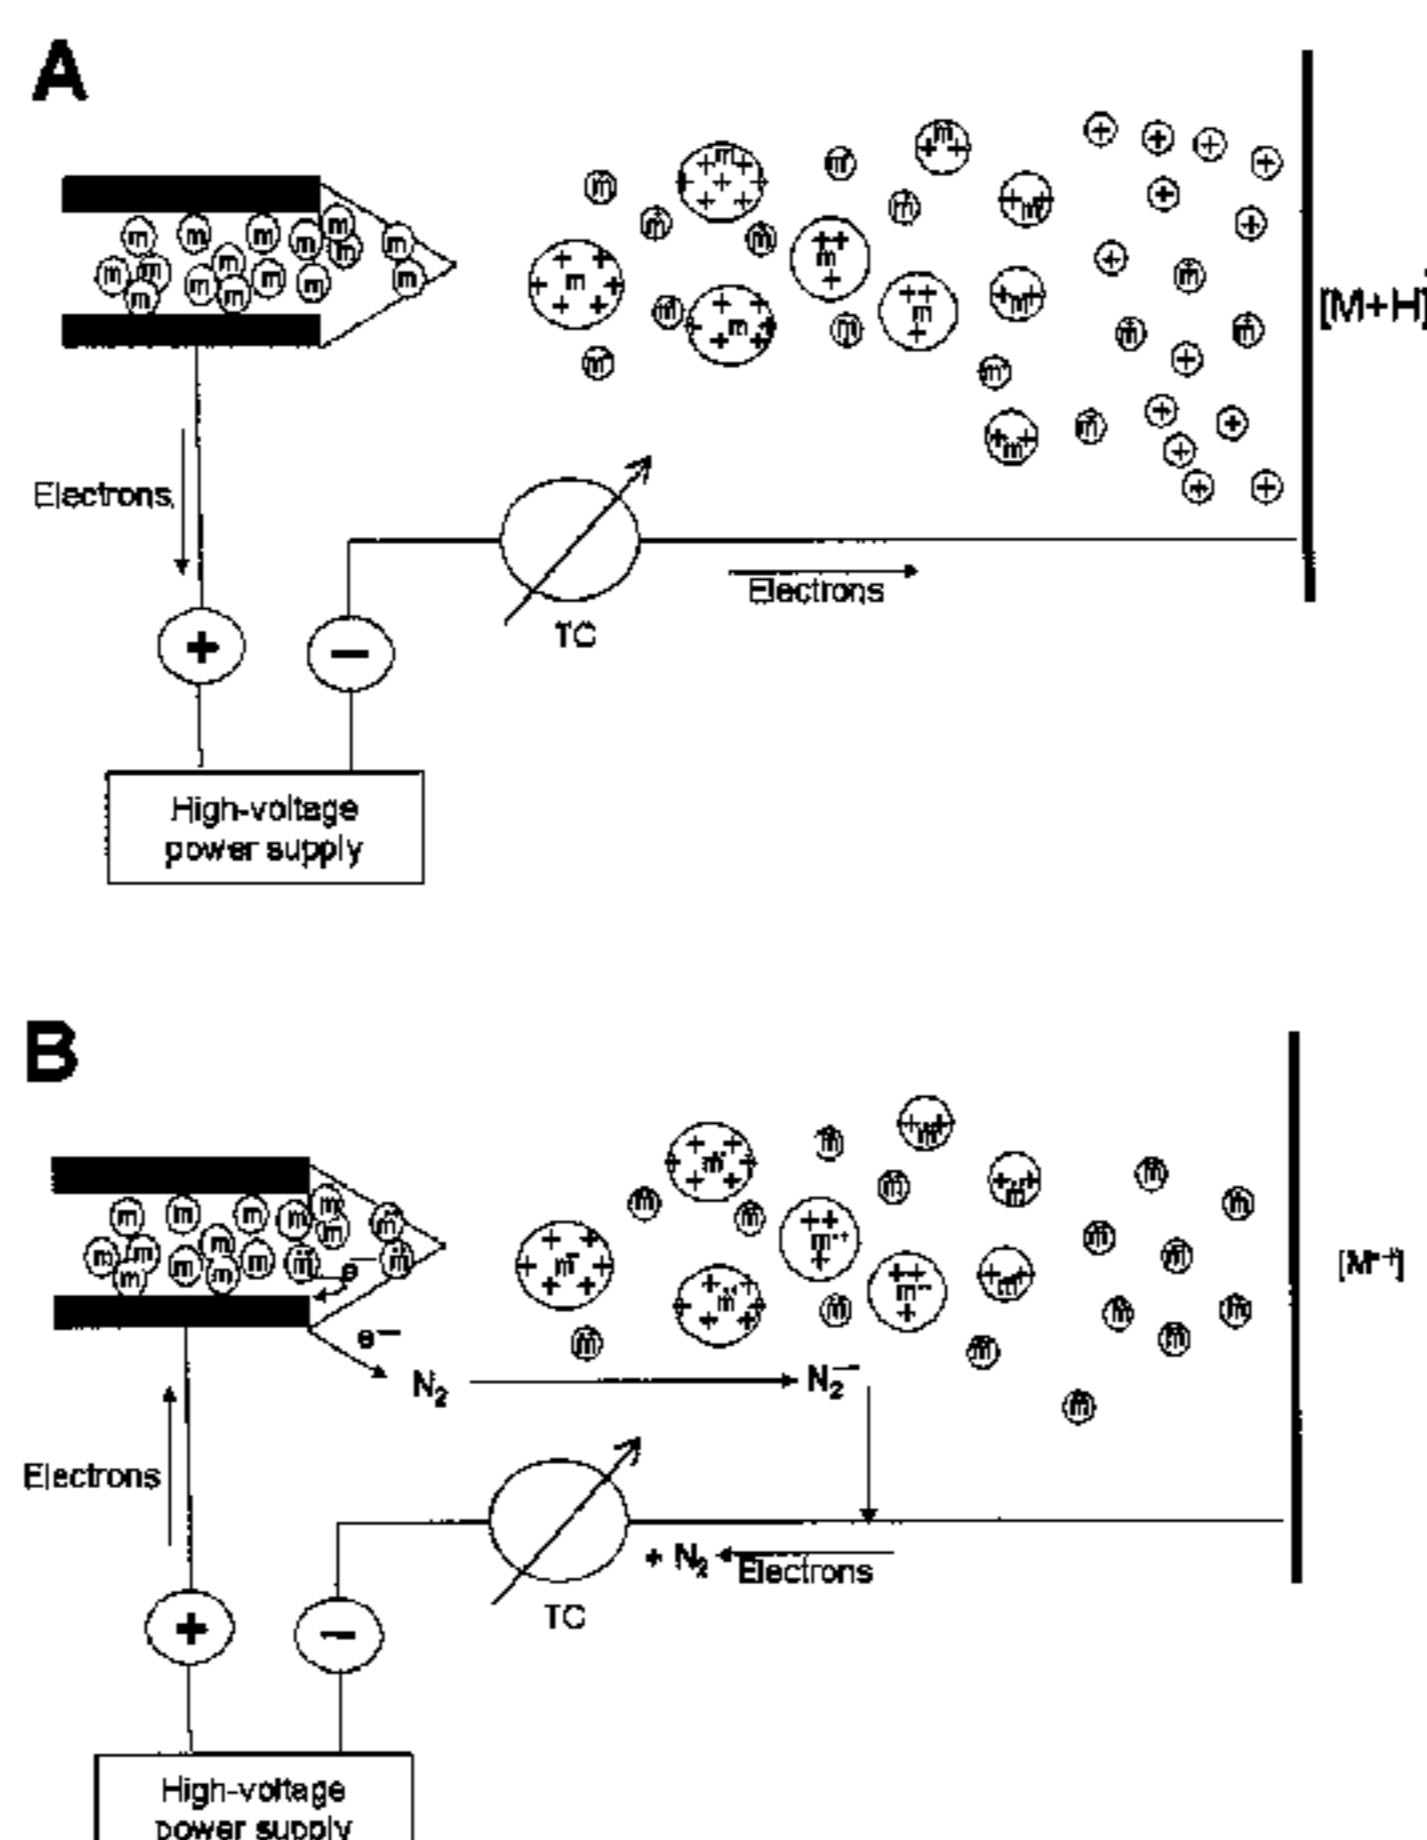 A
[M+H]
Electrons
Electrons
TC
+
−
High-voltage
power supply
B
e−
e−
N2
N2−
Electrons
+ N2
Electrons
TC
+
−
High-voltage
power supply